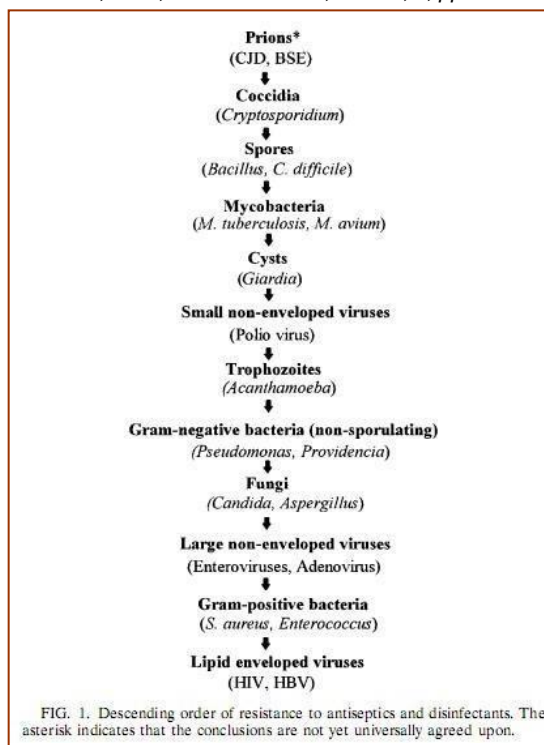 Prions*
(CJD, BSE)
Coccidia
(Cryptosporidium)
Spores
(Bacillus, C. difficile)
Mycobacteria
(M. tuberculosis, M. avium)
Cysts
(Giardia)
Small non-enveloped viruses
(Polio virus)
Trophozoites
(Acanthamoeba)
Gram-negative bacteria (non-sporulating)
(Pseudomonas, Providencia)
Fungi
(Candida, Aspergillus)
Large non-enveloped viruses
(Enteroviruses, Adenovirus)
Gram-positive bacteria
(S. aureus, Enterococcus)
Lipid enveloped viruses
(HIV, HBV)
FIG. 1. Descending order of resistance to antiseptics and disinfectants. The
asterisk indicates that the conclusions are not yet universally agreed upon.